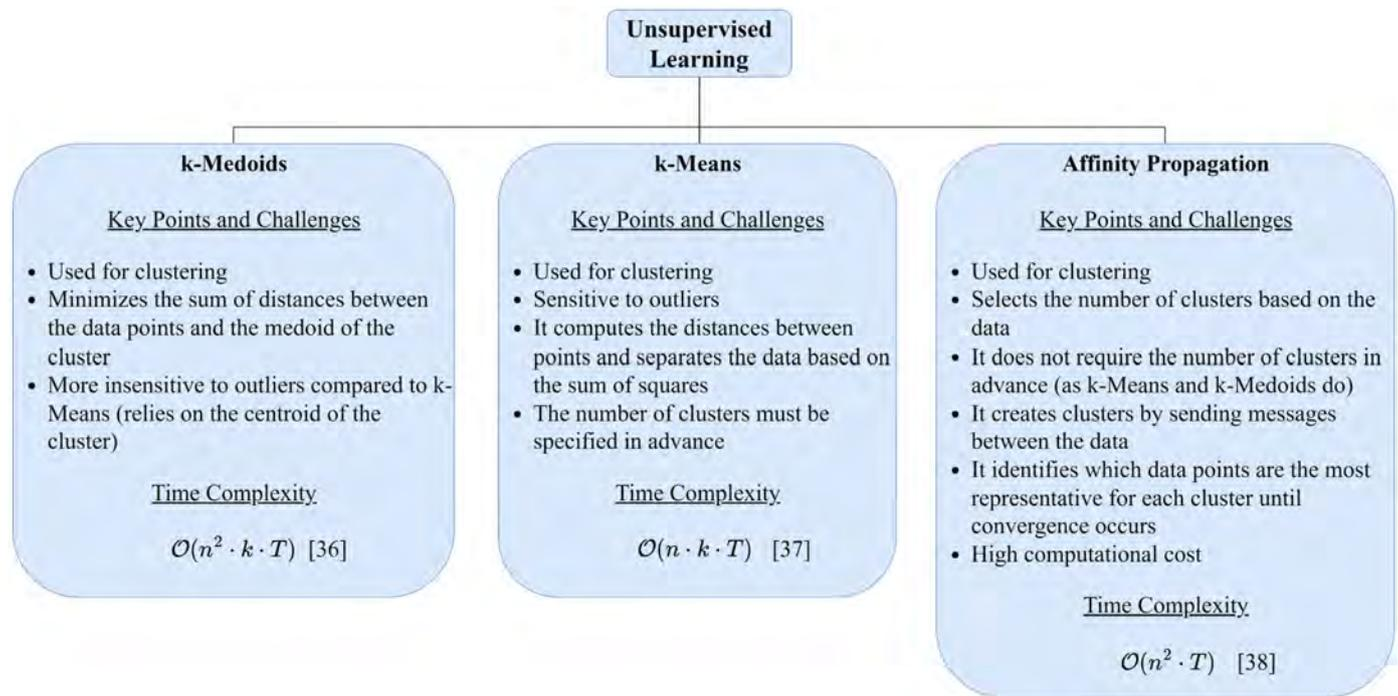 Unsupervised
Learning
k-Medoids
Key Points and Challenges
• Used for clustering
• Minimizes the sum of distances between
the data points and the medoid of the
cluster
• More insensitive to outliers compared to k-
Means (relies on the centroid of the
cluster)
Time Complexity
𝒪(n² · k · T) [36]
k-Means
Key Points and Challenges
• Used for clustering
• Sensitive to outliers
• It computes the distances between
points and separates the data based on
the sum of squares
• The number of clusters must be
specified in advance
Time Complexity
𝒪(n · k · T) [37]
Affinity Propagation
Key Points and Challenges
• Used for clustering
• Selects the number of clusters based on the
data
• It does not require the number of clusters in
advance (as k-Means and k-Medoids do)
• It creates clusters by sending messages
between the data
• It identifies which data points are the most
representative for each cluster until
convergence occurs
• High computational cost
Time Complexity
𝒪(n² · T) [38]